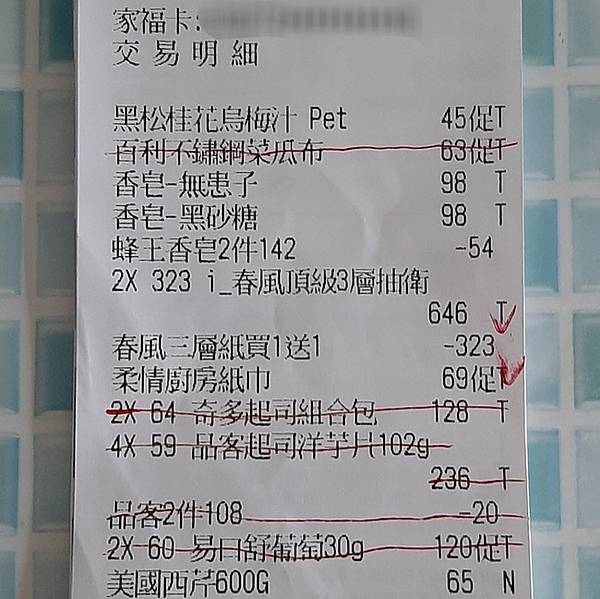 家福卡:
交易明細
黑松桂花烏梅汁 Pet 45促T
百利不鏽鋼菜瓜布 63促T
香皂-無患子 98 T
香皂-黑砂糖 98 T
蜂王香皂2件142 -54
2X 323 i_春風頂級3層抽衛
646 T
春風三層紙買1送1 -323
柔情廚房紙巾 69促T
2X 64 奇多起司組合包 128 T
4X 59 品客起司洋芋片102g
236 T
品客2件108 -20
2X 60 易口舒葡萄30g 120促T
美國西芹600G 65 N